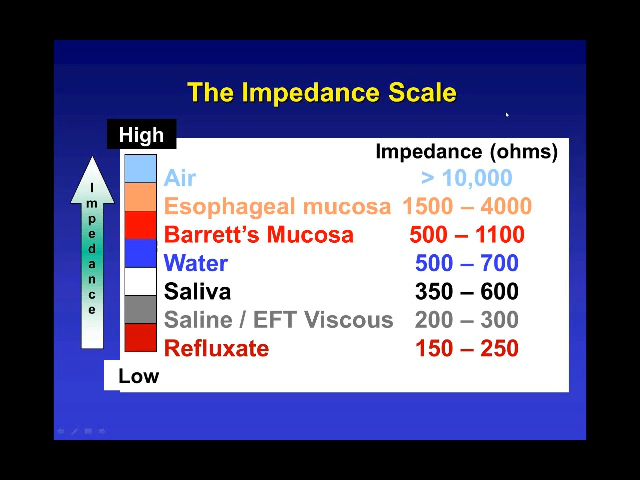 The Impedance Scale
High
Impedance (ohms)
Impedance
Air > 10,000
Esophageal mucosa 1500 – 4000
Barrett's Mucosa 500 – 1100
Water 500 – 700
Saliva 350 – 600
Saline / EFT Viscous 200 – 300
Refluxate 150 – 250
Low